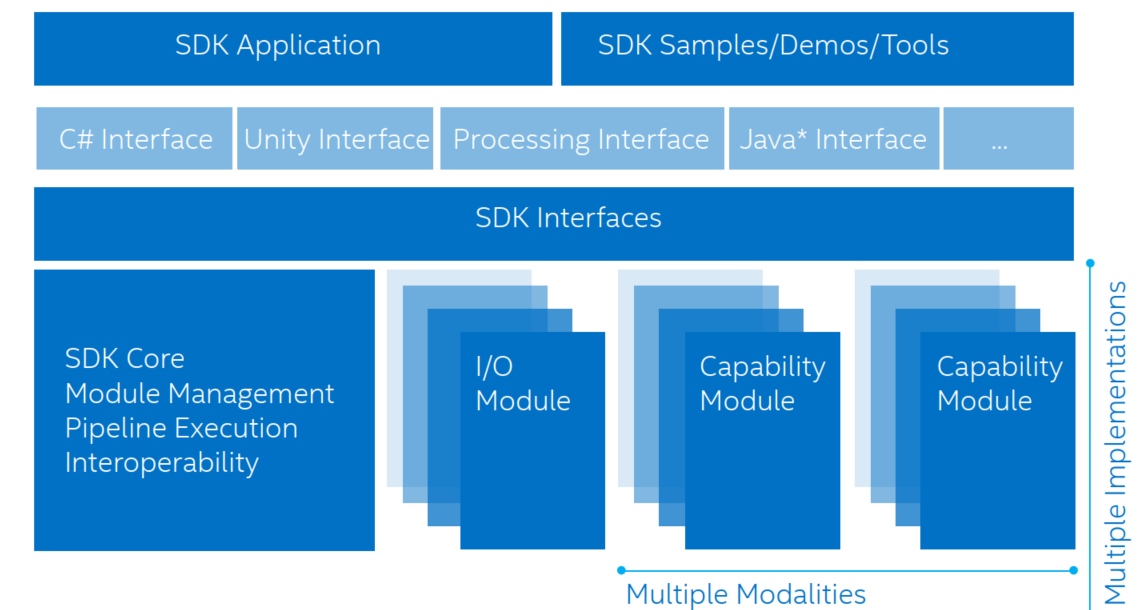 SDK Application
SDK Samples/Demos/Tools
C# Interface
Unity Interface
Processing Interface
Java* Interface
...
SDK Interfaces
SDK Core
Module Management
Pipeline Execution
Interoperability
I/O
Module
Capability
Module
Capability
Module
Multiple Implementations
Multiple Modalities